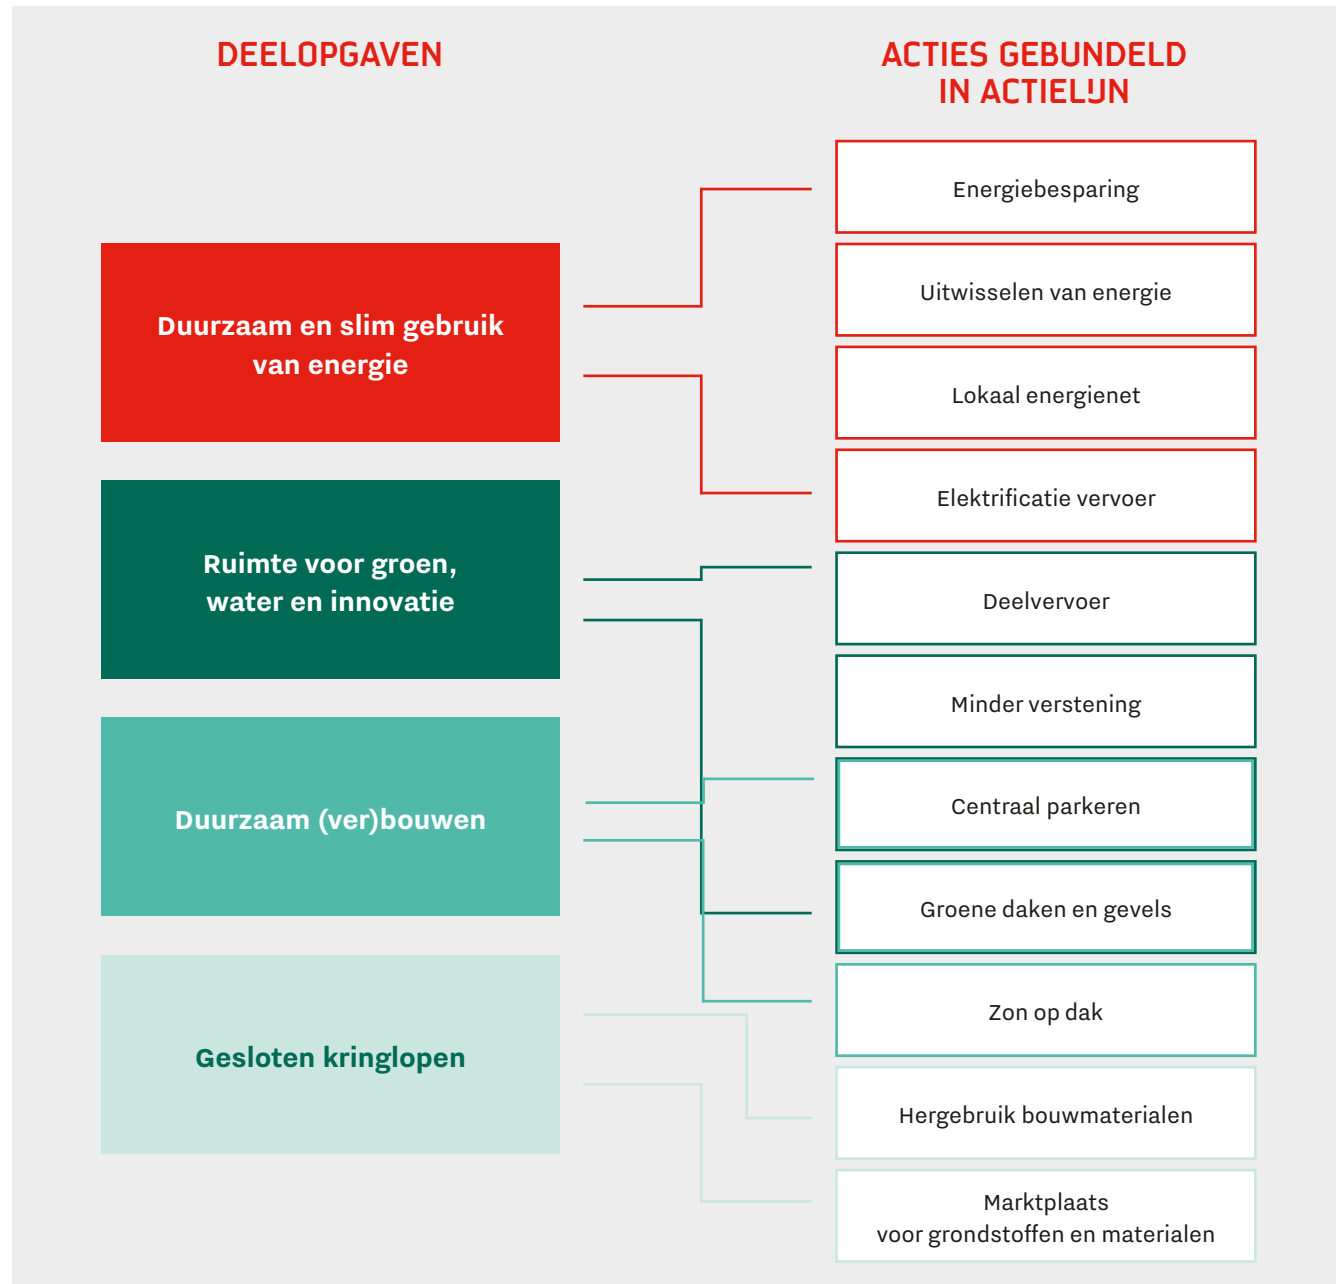 DEELOPGAVEN
Duurzaam en slim gebruik
van energie
Ruimte voor groen,
water en innovatie
Duurzaam (ver)bouwen
Gesloten kringlopen
ACTIES GEBUNDELD
IN ACTIELIJN
Energiebesparing
Uitwisselen van energie
Lokaal energienet
Elektrificatie vervoer
Deelvervoer
Minder verstening
Centraal parkeren
Groene daken en gevels
Zon op dak
Hergebruik bouwmaterialen
Marktplaats
voor grondstoffen en materialen